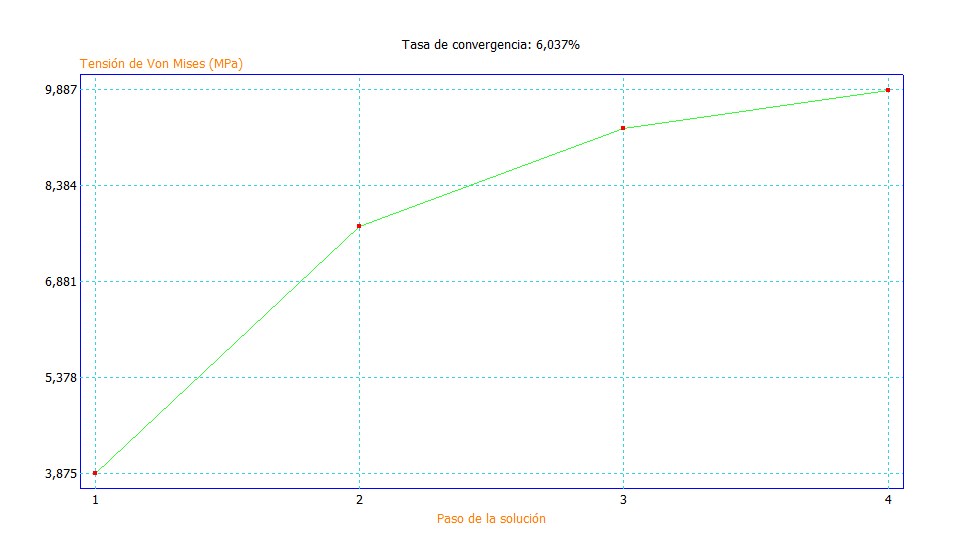 Tasa de convergencia: 6,037%
Tensión de Von Mises (MPa)
9,887
8,384
6,881
5,378
3,875
1 2 3 4
Paso de la solución